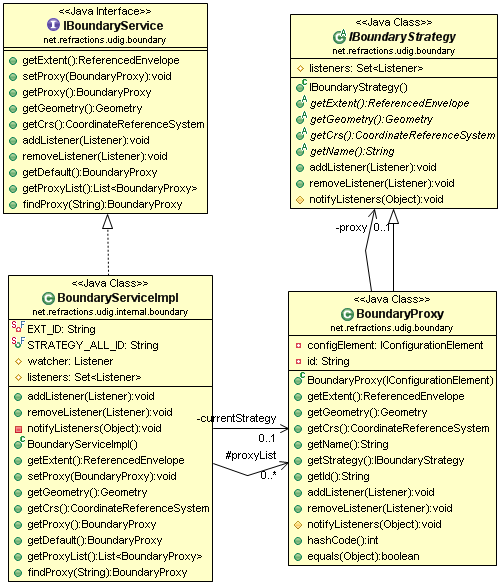 <<Java Interface>>
IBoundaryService
net.refractions.udig.boundary
getExtent():ReferencedEnvelope
setProxy(BoundaryProxy):void
getProxy():BoundaryProxy
getGeometry():Geometry
getCrs():CoordinateReferenceSystem
addListener(Listener):void
removeListener(Listener):void
getDefault():BoundaryProxy
getProxyList():List<BoundaryProxy>
findProxy(String):BoundaryProxy
<<Java Class>>
IBoundaryStrategy
net.refractions.udig.boundary
listeners: Set<Listener>
IBoundaryStrategy()
getExtent():ReferencedEnvelope
getGeometry():Geometry
getCrs():CoordinateReferenceSystem
getName():String
addListener(Listener):void
removeListener(Listener):void
notifyListeners(Object):void
-proxy 0..1
<<Java Class>>
BoundaryServiceImpl
net.refractions.udig.internal.boundary
EXT_ID: String
STRATEGY_ALL_ID: String
watcher: Listener
listeners: Set<Listener>
addListener(Listener):void
removeListener(Listener):void
notifyListeners(Object):void
BoundaryServiceImpl()
getExtent():ReferencedEnvelope
setProxy(BoundaryProxy):void
getGeometry():Geometry
getCrs():CoordinateReferenceSystem
getProxy():BoundaryProxy
getDefault():BoundaryProxy
getProxyList():List<BoundaryProxy>
findProxy(String):BoundaryProxy
-currentStrategy
0..1
#proxyList
0..*
<<Java Class>>
BoundaryProxy
net.refractions.udig.boundary
configElement: IConfigurationElement
id: String
BoundaryProxy(IConfigurationElement)
getExtent():ReferencedEnvelope
getGeometry():Geometry
getCrs():CoordinateReferenceSystem
getName():String
getStrategy():IBoundaryStrategy
getId():String
addListener(Listener):void
removeListener(Listener):void
notifyListeners(Object):void
hashCode():int
equals(Object):boolean